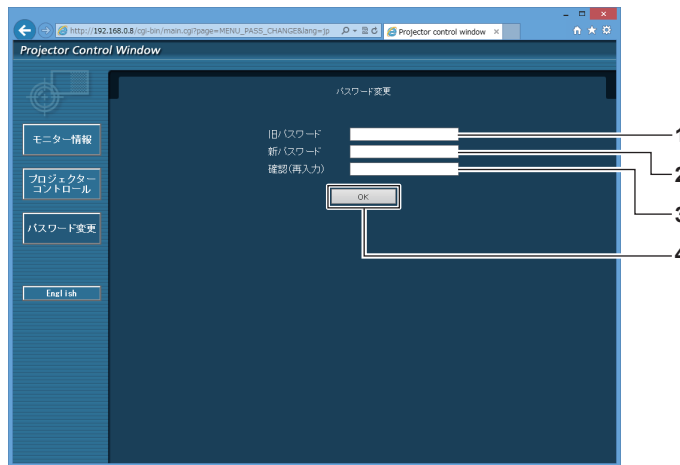 http://192.168.0.8/cgi-bin/main.cgi?page=MENU_PASS_CHANGE&lang=jp
Projector control window
Projector Control Window
パスワード変更
旧パスワード
1
新パスワード
2
確認(再入力)
3
OK
4
モニター情報
プロジェクター
コントロール
パスワード変更
English